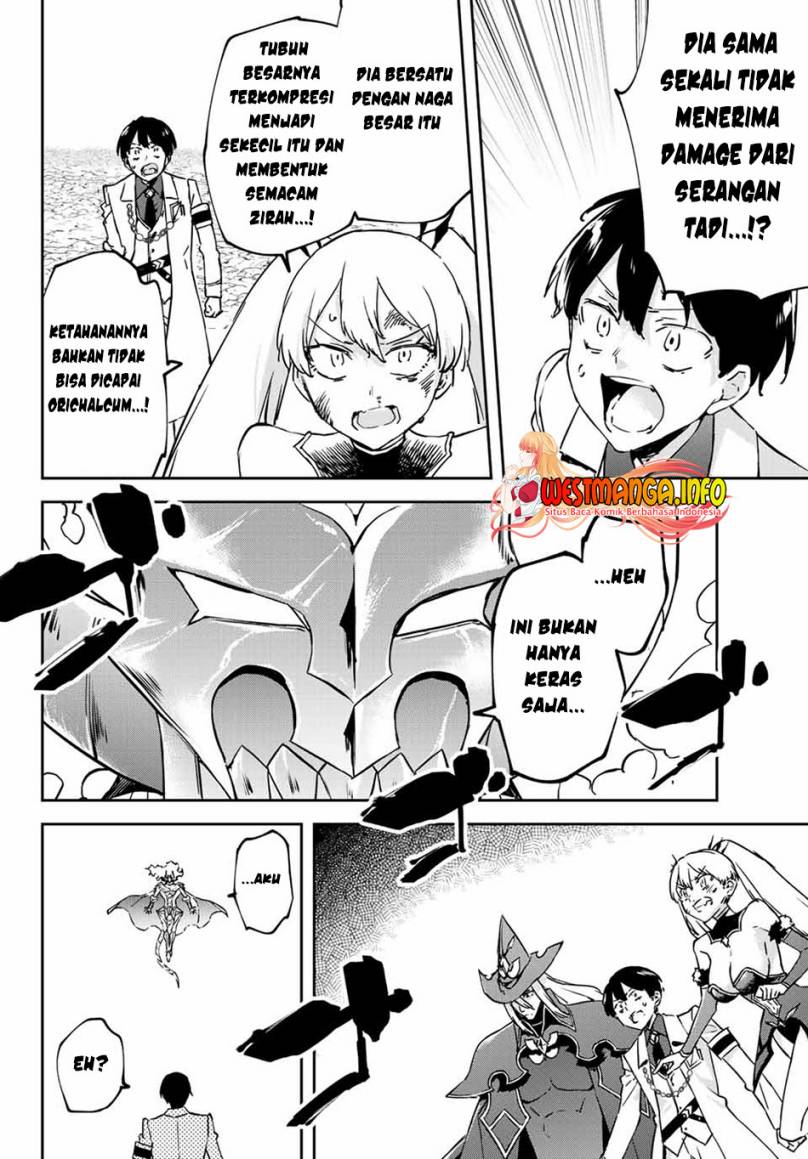 DIA SAMA
SEKALI TIDAK
MENERIMA
DAMAGE DARI
SERANGAN
TADI...!?
DIA BERSATU
DENGAN NAGA
BESAR ITU
TUBUH
BESARNYA
TERKOMPRESI
MENJADI
SEKECIL ITU DAN
MEMBENTUK
SEMACAM
ZIRAH...!
KETAHANANNYA
BAHKAN TIDAK
BISA DICAPAI
ORICHALCUM...!
WESTMANGA.INFO
Situs Baca Komik Berbahasa Indonesia
...HEH
INI BUKAN
HANYA
KERAS
SAJA...
...AKU
EH?